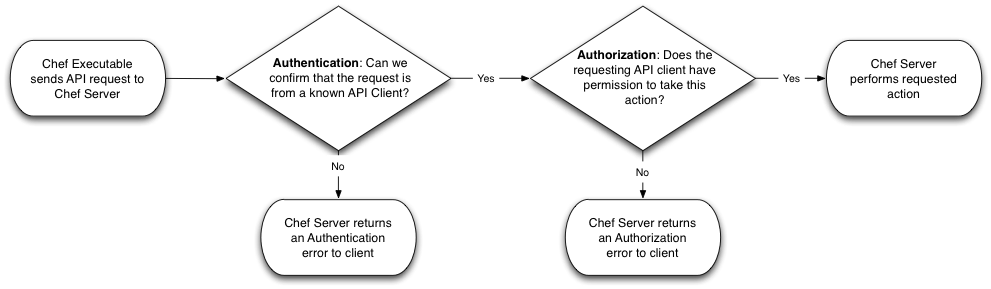 Chef Executable
sends API request to
Chef Server
Authentication: Can we
confirm that the request is
from a known API Client?
Yes
Authorization: Does the
requesting API client have
permission to take this
action?
Yes
Chef Server
performs requested
action
No
Chef Server returns
an Authentication
error to client
No
Chef Server returns
an Authorization
error to client